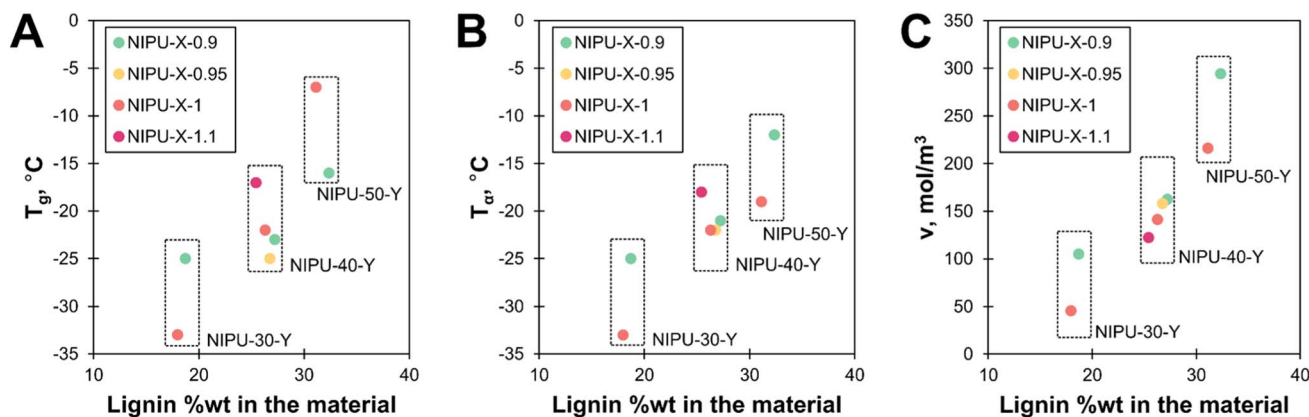 A
NIPU-X-0.9
NIPU-X-0.95
NIPU-X-1
NIPU-X-1.1
0
-5
-10
-15
-20
-25
-30
-35
Tg, °C
NIPU-50-Y
NIPU-40-Y
NIPU-30-Y
10 20 30 40
Lignin %wt in the material
B
NIPU-X-0.9
NIPU-X-0.95
NIPU-X-1
NIPU-X-1.1
0
-5
-10
-15
-20
-25
-30
-35
Tα, °C
NIPU-50-Y
NIPU-40-Y
NIPU-30-Y
10 20 30 40
Lignin %wt in the material
C
NIPU-X-0.9
NIPU-X-0.95
NIPU-X-1
NIPU-X-1.1
350
300
250
200
150
100
50
0
ν, mol/m³
NIPU-50-Y
NIPU-40-Y
NIPU-30-Y
10 20 30 40
Lignin %wt in the material